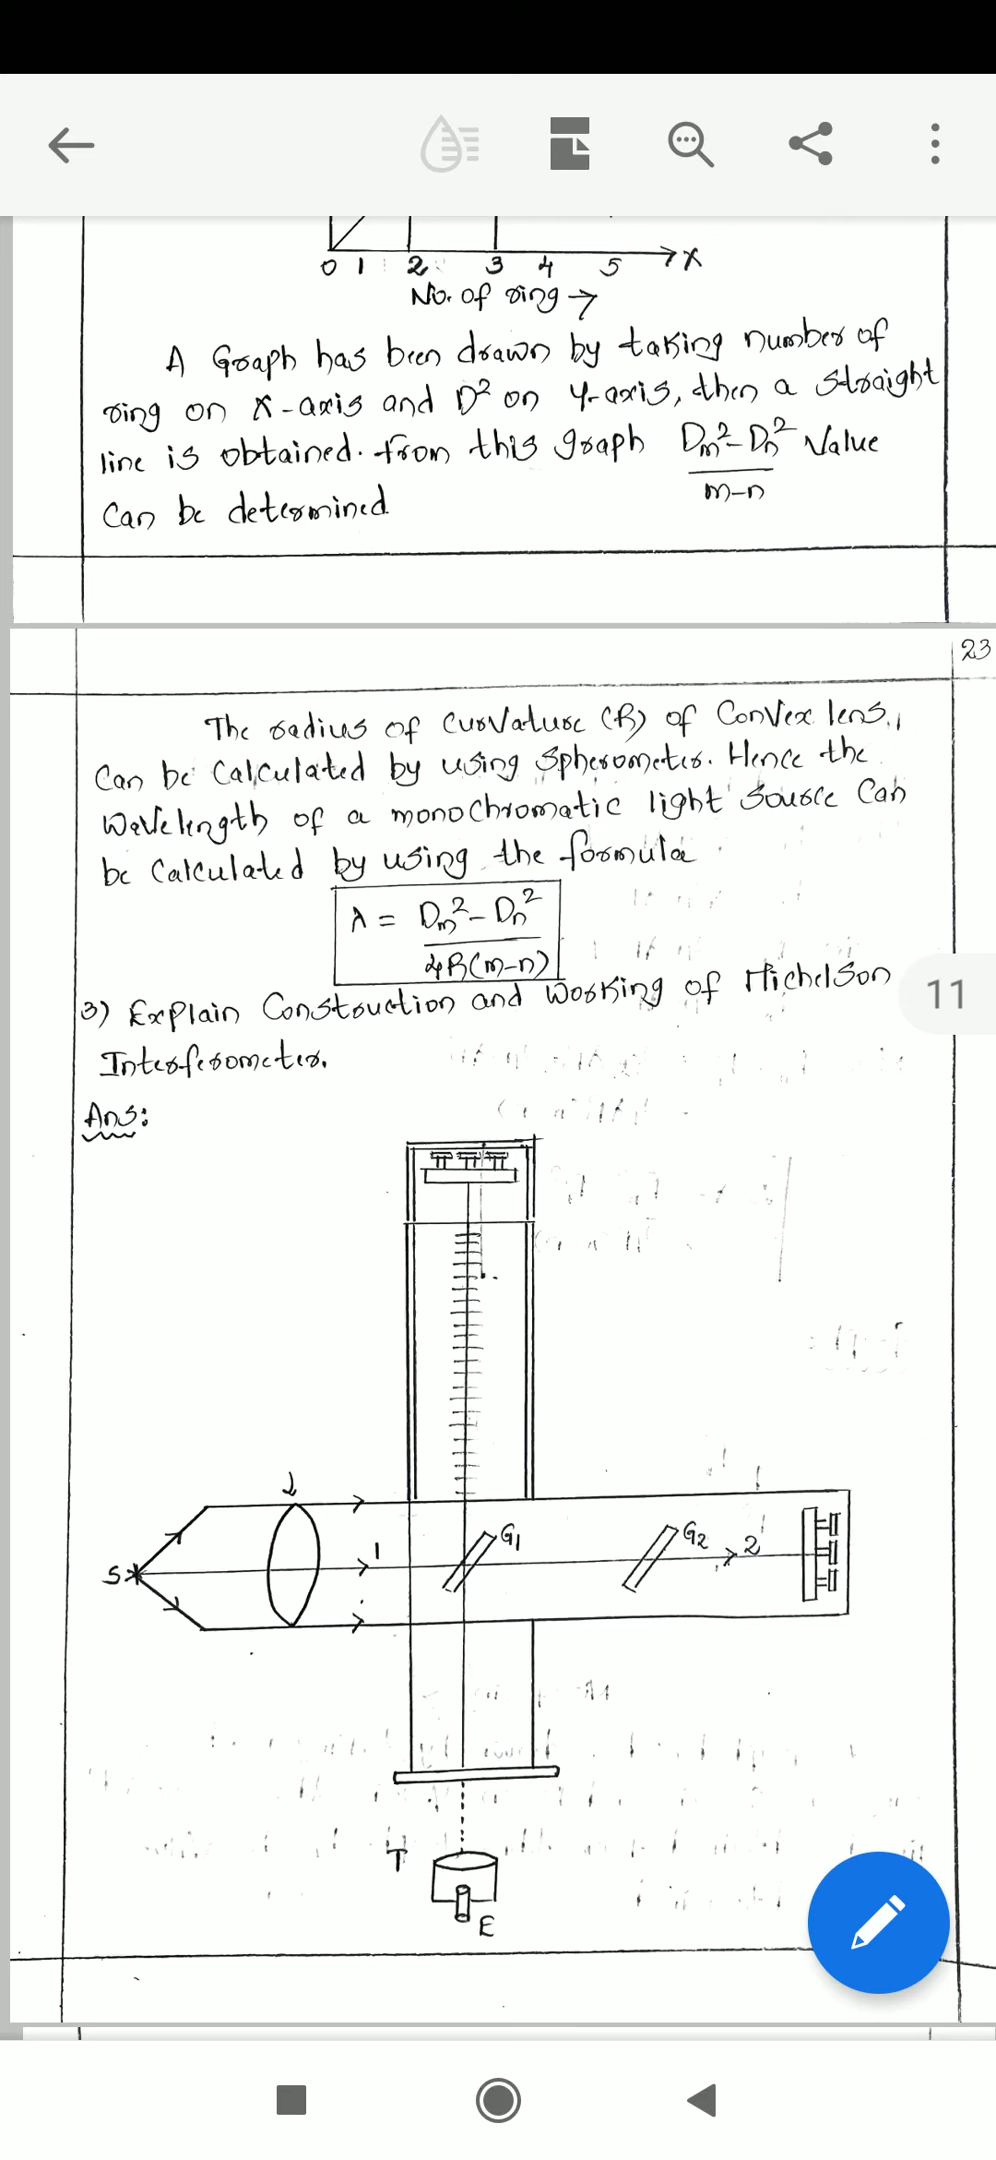 0 1 2 3 4 5 X
No. of ring →
A Graph has been drawn by taking number of
ring on X-axis and D² on Y-axis, then a straight
line is obtained. from this graph Dm² - Dn² / m-n Value
Can be determined
23
The radius of Curvature (R) of Convex lens,
Can be Calculated by using Spherometer. Hence the
Wavelength of a monochromatic light source Can
be Calculated by using the formula
λ = Dm² - Dn² / 4R(m-n)
3) Explain Construction and Working of Michelson
11
Interferometer.
Ans:
L
G1
G2
1
2
S
T
E